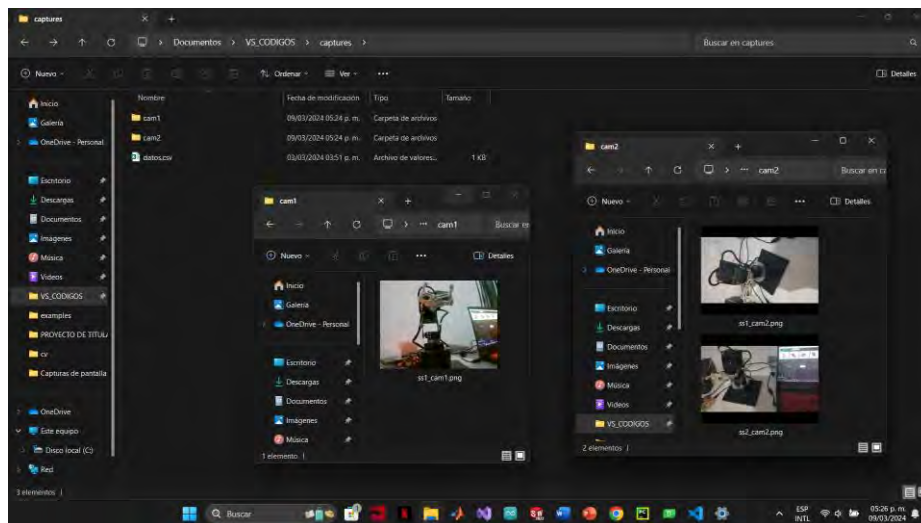 captures
Documentos > VS_CODIGOS > captures >
Buscar en captures
Nuevo
Ordenar
Ver
Detalles
Nombre Fecha de modificación Tipo Tamaño
cam1 09/03/2024 05:24 p. m. Carpeta de archivos
cam2 09/03/2024 05:24 p. m. Carpeta de archivos
datos.csv 03/03/2024 03:51 p. m. Archivo de valores... 1 KB
Inicio
Galería
OneDrive - Personal
Escritorio
Descargas
Documentos
Imágenes
Música
Videos
VS_CODIGOS
examples
PROYECTO DE TITULA
cv
Capturas de pantalla
OneDrive
Este equipo
Disco local (C:)
Red
3 elementos
cam1
cam1
Buscar en
Nuevo
Detalles
Inicio
Galería
OneDrive - Personal
Escritorio
Descargas
Documentos
Imágenes
Música
ss1_cam1.png
1 elemento
cam2
cam2
Buscar en ca
Nuevo
Detalles
Inicio
Galería
OneDrive - Personal
Escritorio
Descargas
Documentos
Imágenes
Música
Videos
VS_CODIGOS
ss1_cam2.png
ss2_cam2.png
2 elementos
Buscar
ESP
INTL
05:26 p. m.
09/03/2024